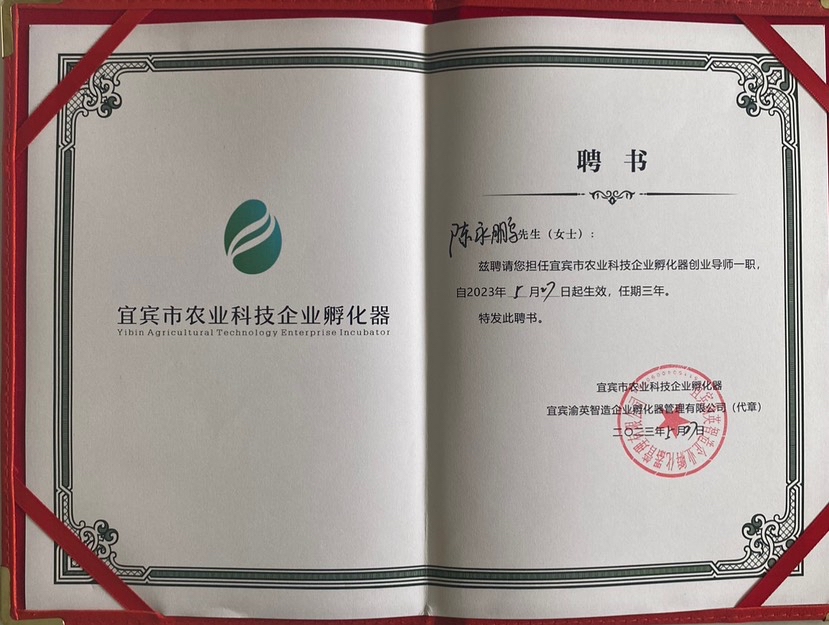 宜宾市农业科技企业孵化器
Yibin Agricultural Technology Enterprise Incubator
聘书
陈永鹏先生（女士）：
兹聘请您担任宜宾市农业科技企业孵化器创业导师一职，
自2023年5月27日起生效，任期三年。
特发此聘书。
宜宾市农业科技企业孵化器
宜宾渝英智造企业孵化器管理有限公司（代章）
二〇二三年5月27日